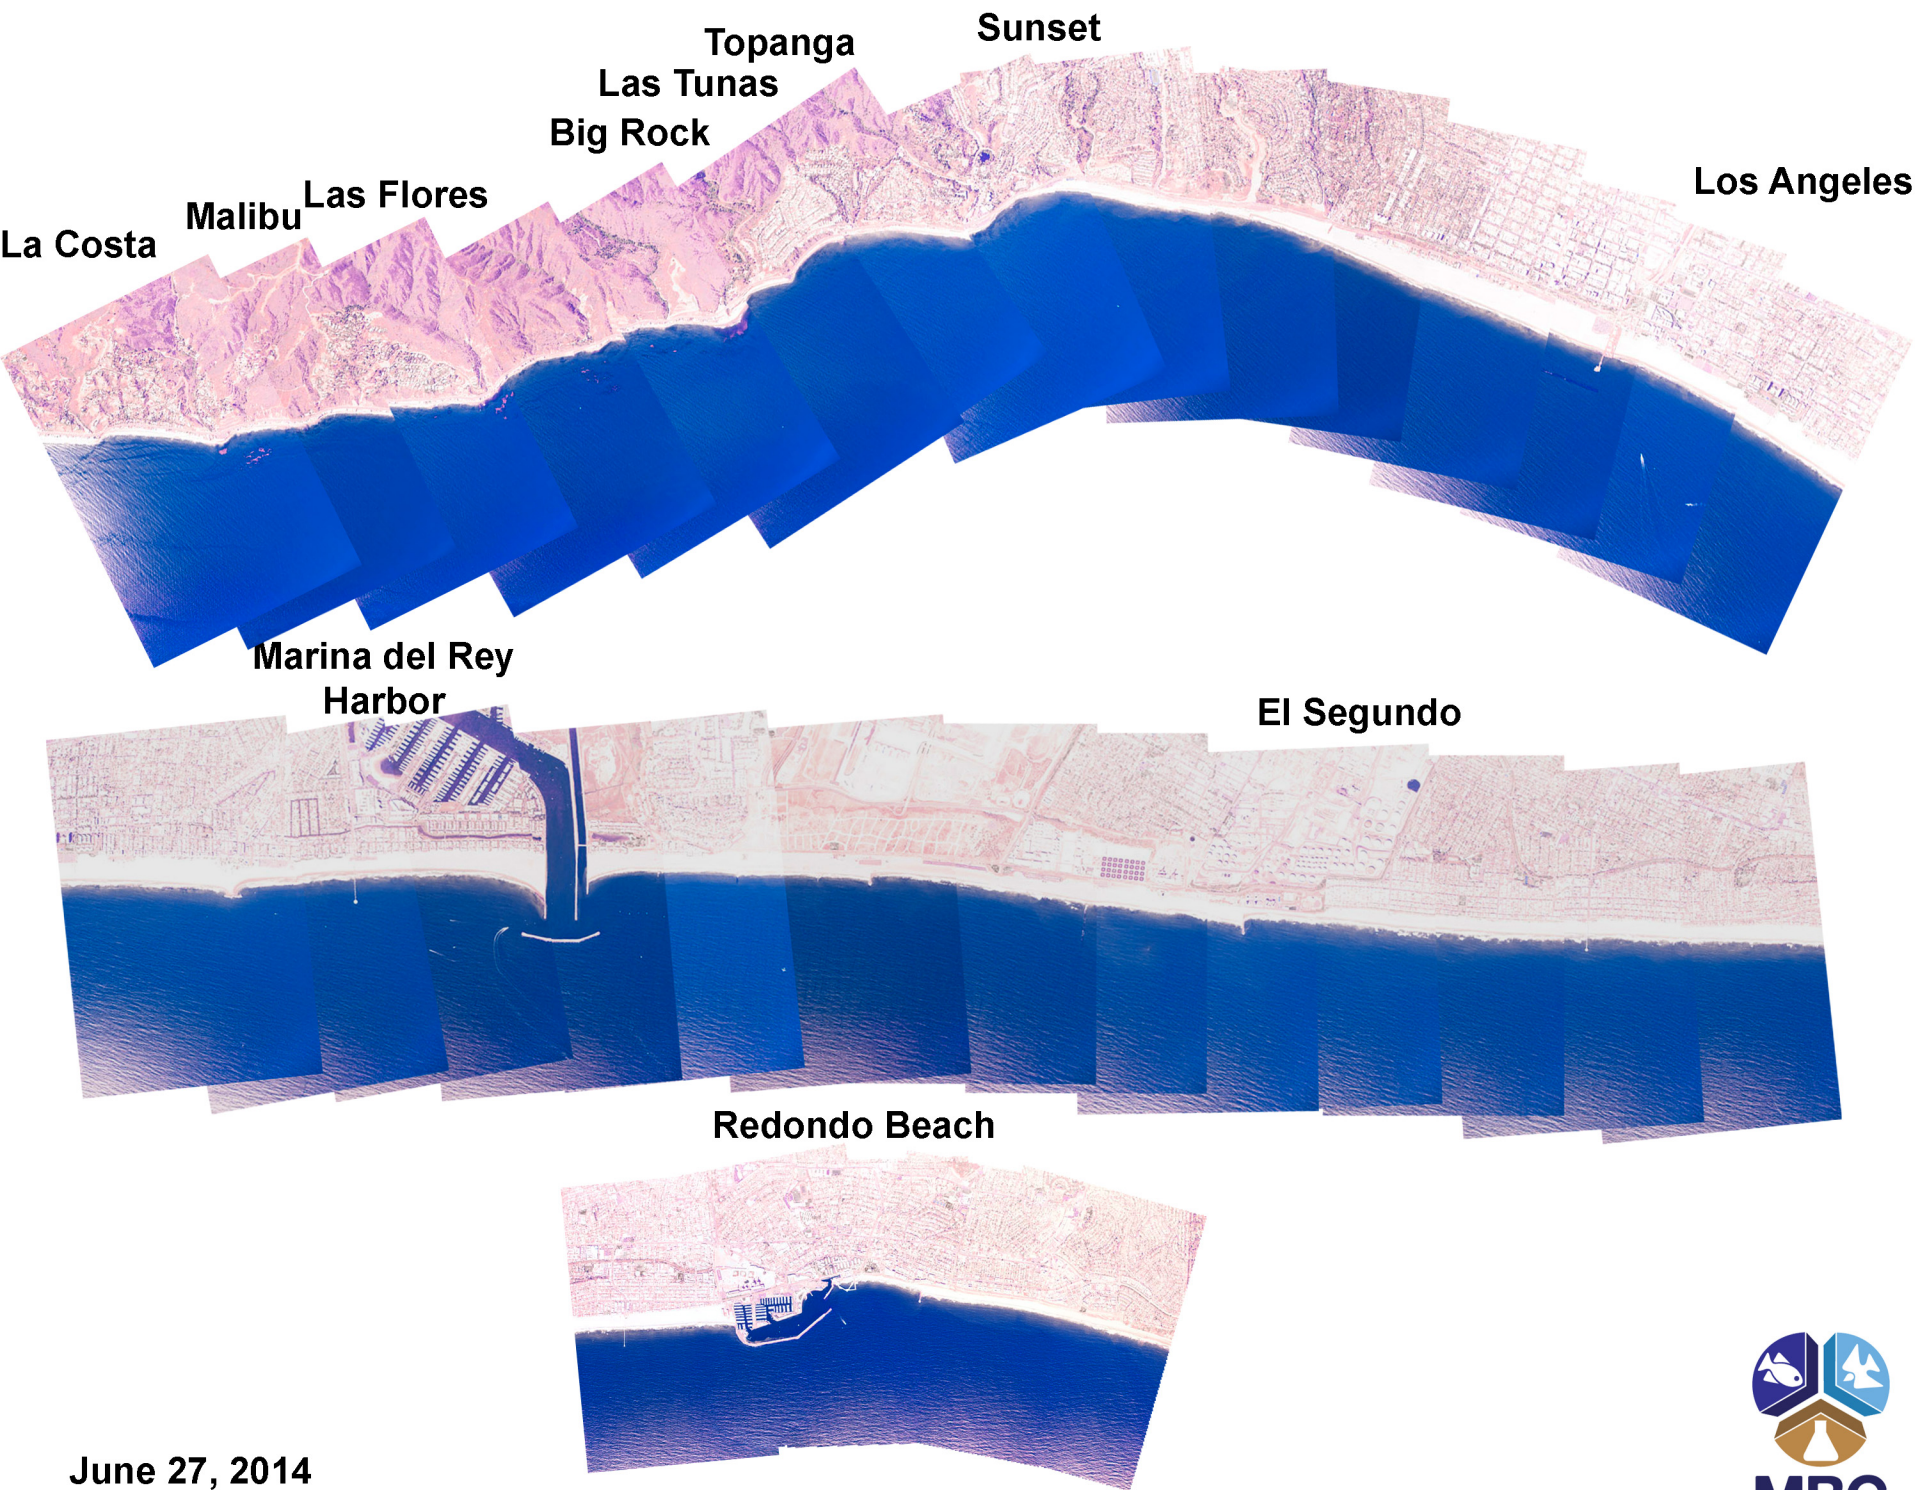 Sunset
Topanga
Las Tunas
Big Rock
Los Angeles
Las Flores
Malibu
La Costa
Marina del Rey
Harbor
El Segundo
Redondo Beach
June 27, 2014
MBC